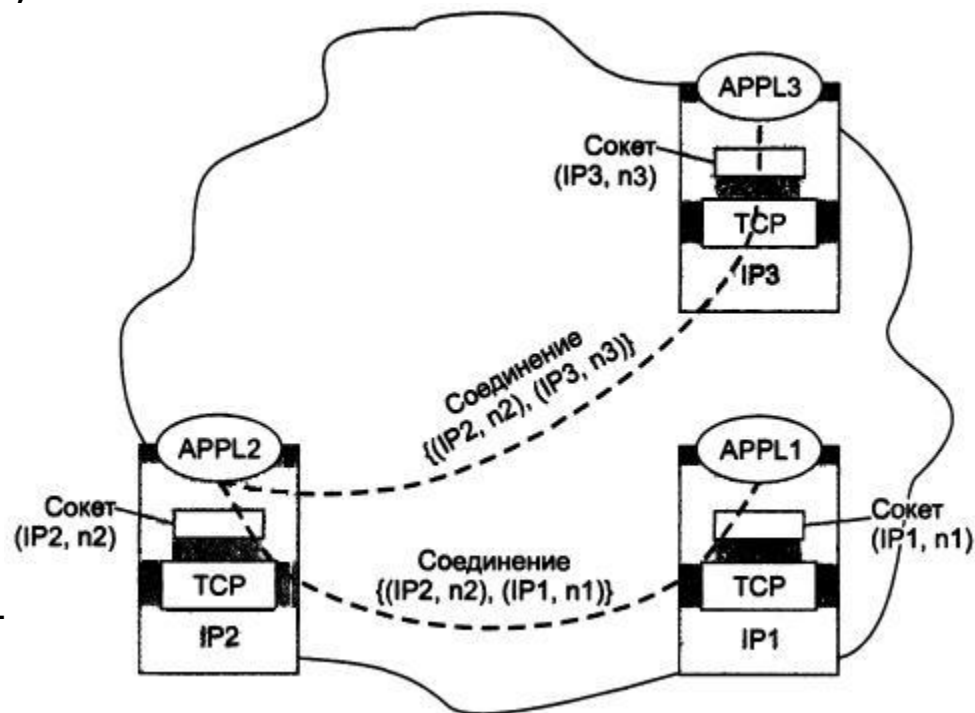 APPL3
Сокет
(IP3, n3)
TCP
IP3
Соединение
{(IP2, n2), (IP3, n3)}
APPL2
APPL1
Сокет
(IP2, n2)
Сокет
(IP1, n1)
Соединение
{(IP2, n2), (IP1, n1)}
TCP
TCP
IP2
IP1